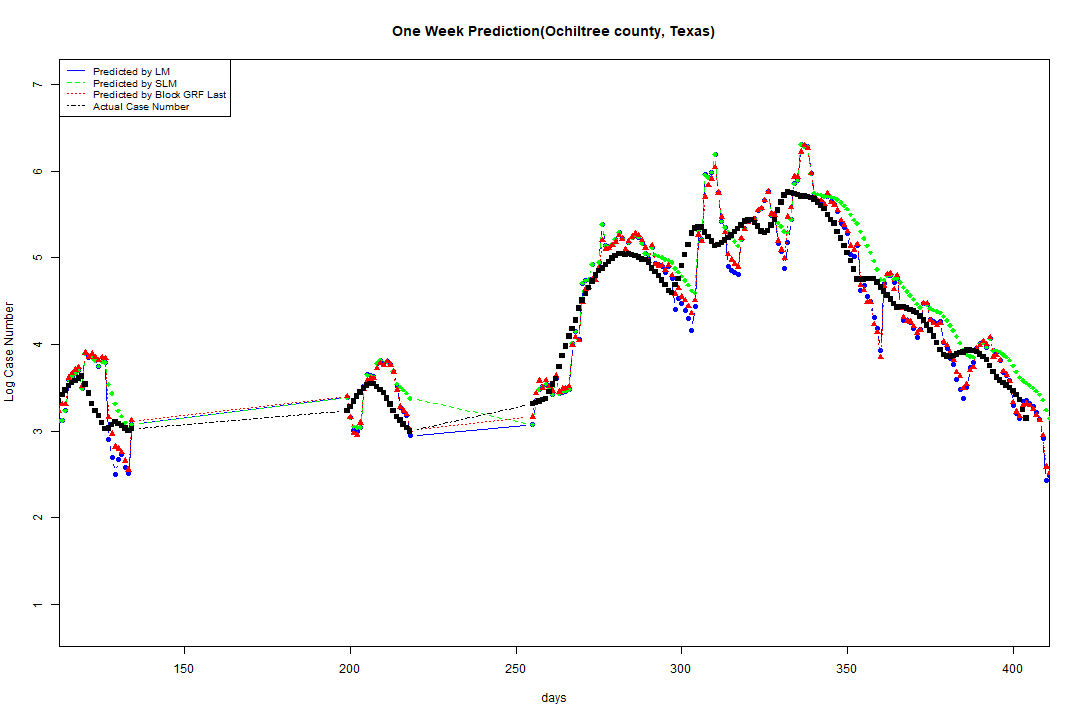 One Week Prediction(Ochiltree county, Texas)
Predicted by LM
Predicted by SLM
Predicted by Block GRF Last
Actual Case Number
7
6
5
4
3
2
1
Log Case Number
150 200 250 300 350 400
days